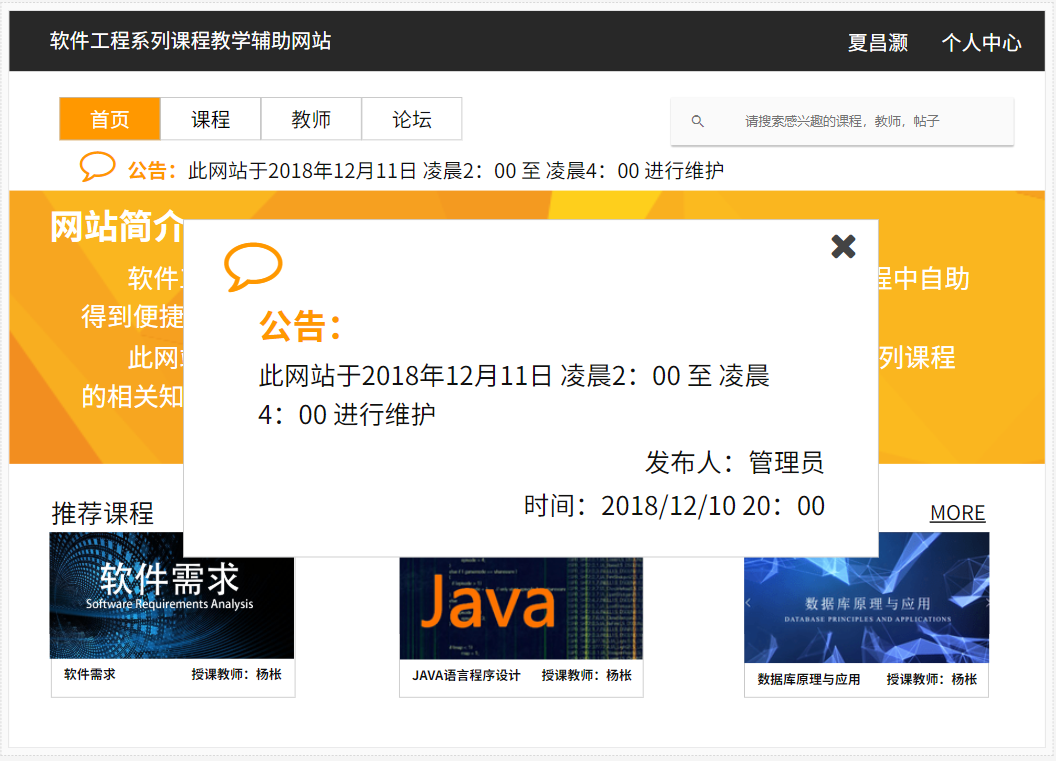 软件工程系列课程教学辅助网站
夏昌灏 个人中心
首页 课程 教师 论坛
请搜索感兴趣的课程，教师，帖子
公告：此网站于2018年12月11日 凌晨2：00 至 凌晨4：00 进行维护
网站简介
软件 程中自助
得到便捷
此网 列课程
的相关知
公告：
此网站于2018年12月11日 凌晨2：00 至 凌晨
4：00 进行维护
发布人：管理员
时间：2018/12/10 20：00
推荐课程
MORE
软件需求
Software Requirements Analysis
Java
数据库原理与应用
DATABASE PRINCIPLES AND APPLICATIONS
软件需求 授课教师：杨枨
JAVA语言程序设计 授课教师：杨枨
数据库原理与应用 授课教师：杨枨